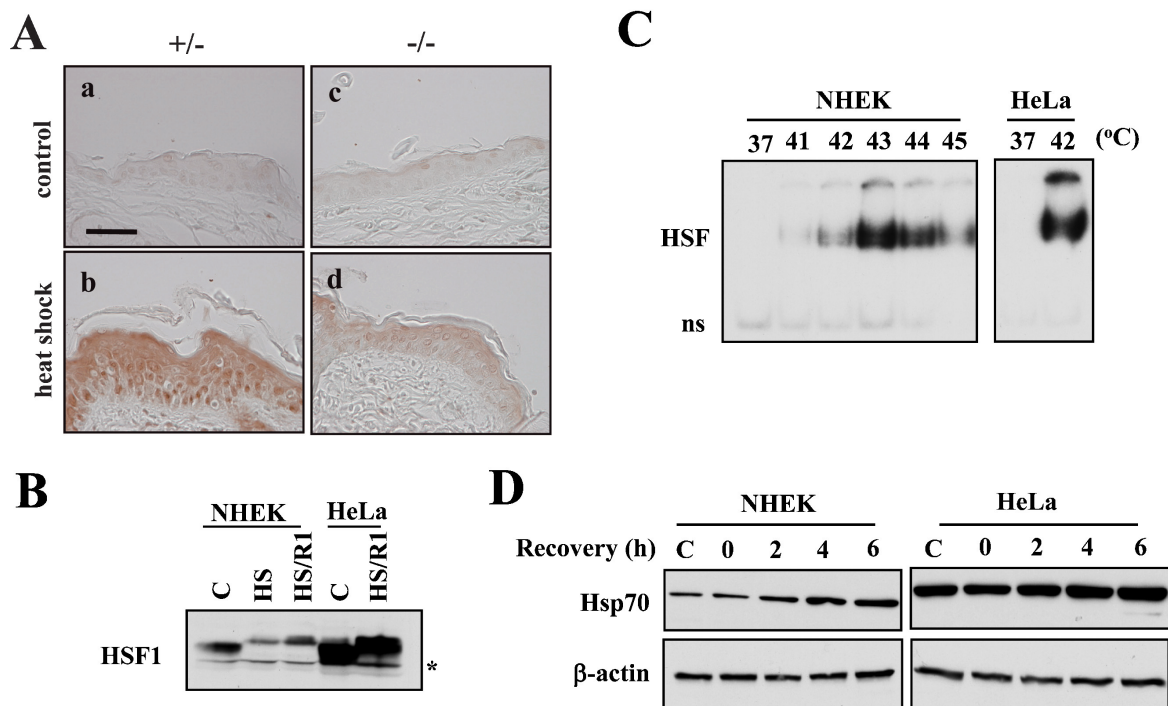 A
+/-
-/-
control
a
c
heat shock
b
d
B
NHEK
HeLa
C
HS
HS/R1
C
HS/R1
HSF1
*
C
NHEK
HeLa
37 41 42 43 44 45
37 42 (°C)
HSF
ns
D
NHEK
HeLa
Recovery (h) C 0 2 4 6
C 0 2 4 6
Hsp70
β-actin